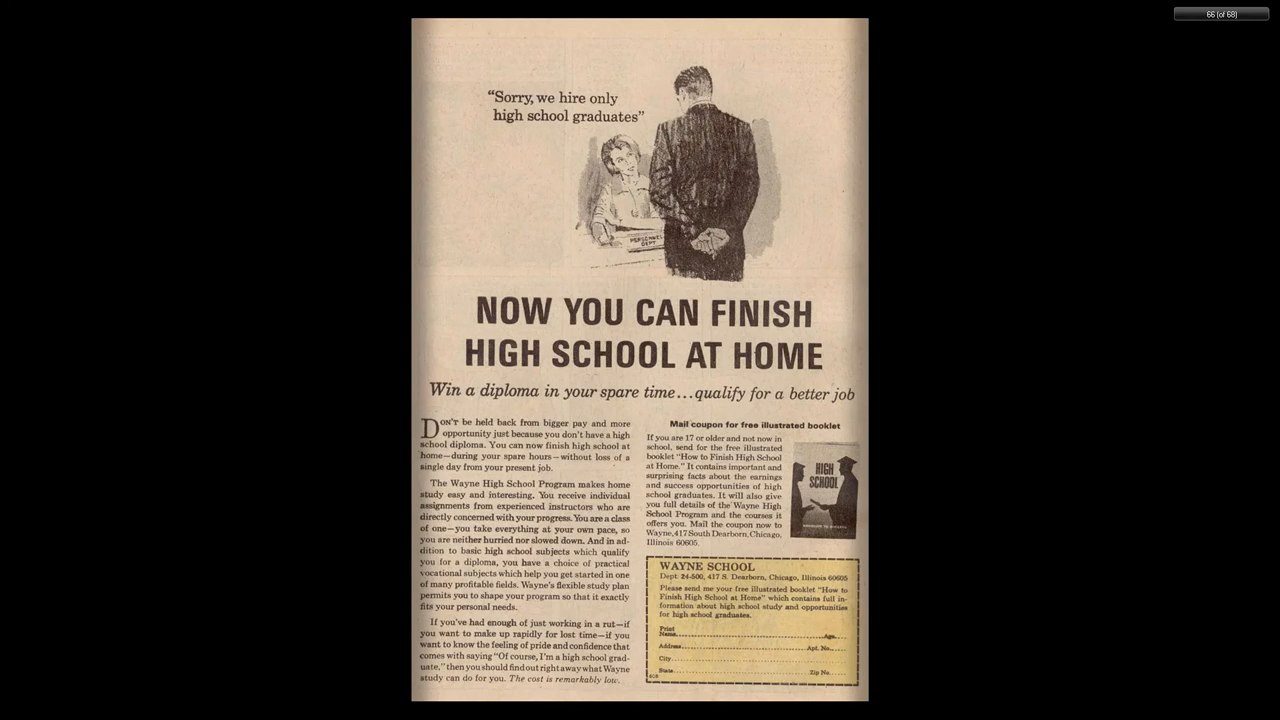 66 (of 68)
“Sorry, we hire only
high school graduates”
PERSONNEL
DEPT
NOW YOU CAN FINISH
HIGH SCHOOL AT HOME
Win a diploma in your spare time...qualify for a better job
DON'T be held back from bigger pay and more
opportunity just because you don't have a high
school diploma. You can now finish high school at
home—during your spare hours—without loss of a
single day from your present job.
The Wayne High School Program makes home
study easy and interesting. You receive individual
assignments from experienced instructors who are
directly concerned with your progress. You are a class
of one—you take everything at your own pace, so
you are neither hurried nor slowed down. And in ad-
dition to basic high school subjects which qualify
you for a diploma, you have a choice of practical
vocational subjects which help you get started in one
of many profitable fields. Wayne's flexible study plan
permits you to shape your program so that it exactly
fits your personal needs.
If you've had enough of just working in a rut—if
you want to make up rapidly for lost time—if you
want to know the feeling of pride and confidence that
comes with saying “Of course, I'm a high school grad-
uate,” then you should find out right away what Wayne
study can do for you. The cost is remarkably low.
Mail coupon for free illustrated booklet
If you are 17 or older and not now in
school, send for the free illustrated
booklet “How to Finish High School
at Home.” It contains important and
surprising facts about the earnings
and success opportunities of high
school graduates. It will also give
you full details of the Wayne High
School Program and the courses it
offers you. Mail the coupon now to
Wayne, 417 South Dearborn, Chicago,
Illinois 60605.
HIGH
SCHOOL
WAYNE SCHOOL
Dept. 24-500, 417 S. Dearborn, Chicago, Illinois 60605
Please send me your free illustrated booklet “How to
Finish High School at Home” which contains full in-
formation about high school study and opportunities
for high school graduates.
Print
Name Age
Address Apt. No.
City
State Zip No.